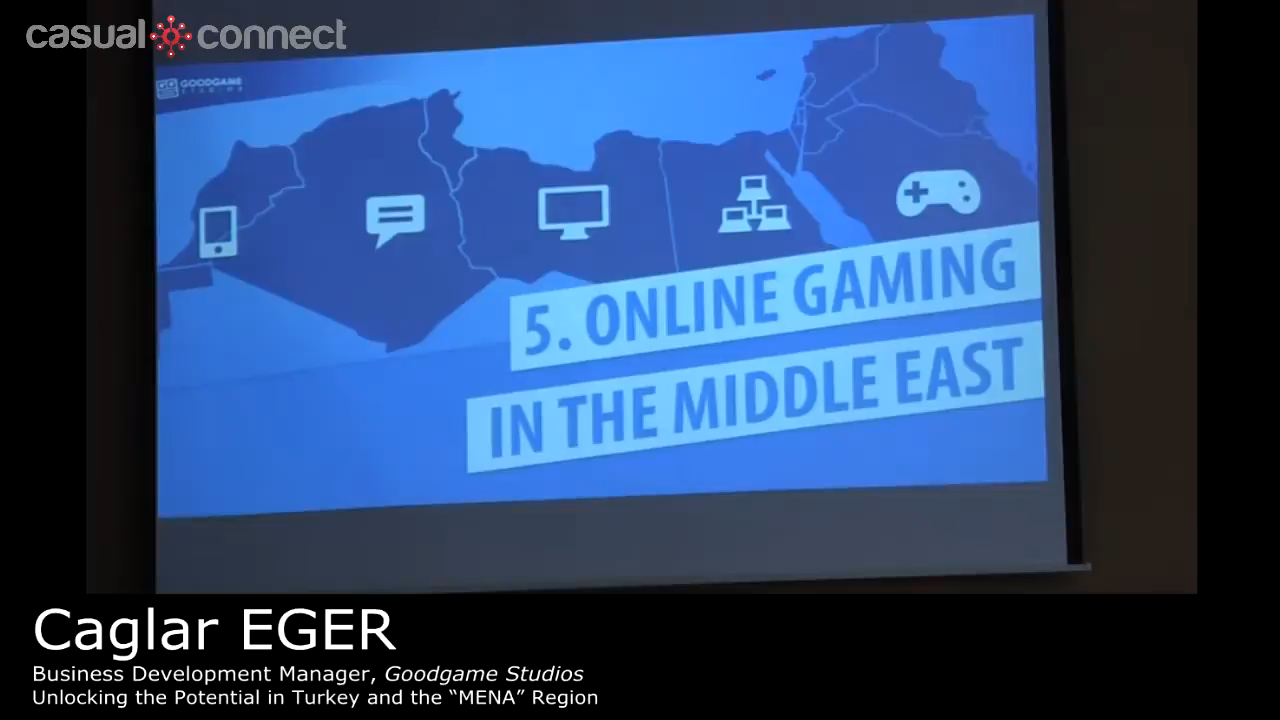 casual connect
GOODGAME
STUDIOS
5. ONLINE GAMING
IN THE MIDDLE EAST
Caglar EGER
Business Development Manager, Goodgame Studios
Unlocking the Potential in Turkey and the “MENA” Region